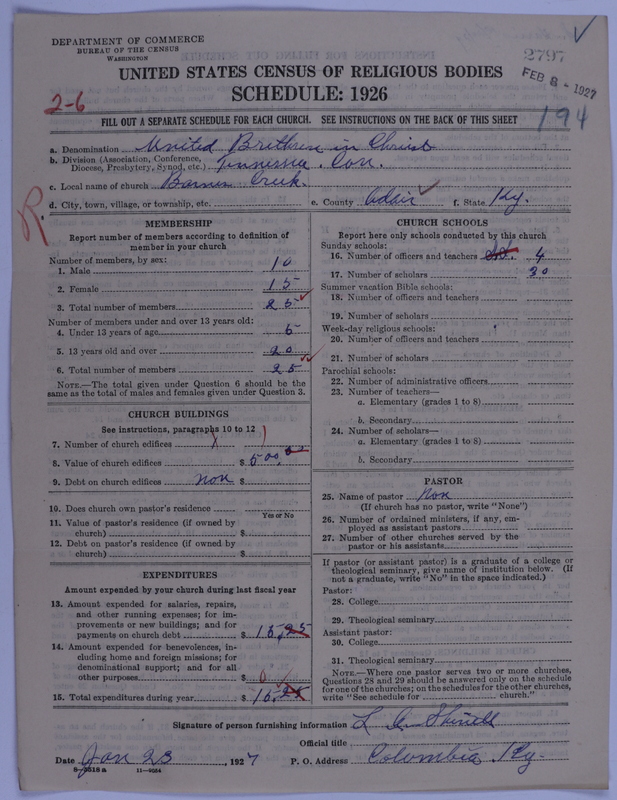 DEPARTMENT OF COMMERCE
BUREAU OF THE CENSUS
WASHINGTON
2797
FEB 8 - 1927
194
2-6
UNITED STATES CENSUS OF RELIGIOUS BODIES
SCHEDULE: 1926
FILL OUT A SEPARATE SCHEDULE FOR EACH CHURCH. SEE INSTRUCTIONS ON THE BACK OF THIS SHEET
a. Denomination United Brethren in Christ
b. Division (Association, Conference, Diocese, Presbytery, Synod, etc.) Tennessee. Con.
c. Local name of church Creek
d. City, town, village, or township, etc. e. County Adair f. State Ky.
R
MEMBERSHIP
Report number of members according to definition of
member in your church
Number of members, by sex:
1. Male 10
2. Female 15
3. Total number of members 25
Number of members under and over 13 years old:
4. Under 13 years of age 5
5. 13 years old and over 20
6. Total number of members 25
NOTE.—The total given under Question 6 should be
same as the total of males and females given under Question 3.
CHURCH BUILDINGS
See instructions, paragraphs 10 to 12
7. Number of church edifices 1
8. Value of church edifices $ 500.00
9. Debt on church edifices non $
10. Does church own pastor's residence
Yes or No
11. Value of pastor's residence (if owned by
church) $
12. Debt on pastor's residence (if owned by
church) $
EXPENDITURES
Amount expended by your church during last fiscal year
13. Amount expended for salaries, repairs,
and other running expenses; for im-
provements or new buildings; and for
payments on church debt $ 15.25
14. Amount expended for benevolences, in-
cluding home and foreign missions; for
denominational support; and for all
other purposes $ 0
15. Total expenditures during year $ 15.25
CHURCH SCHOOLS
Report here only schools conducted by this church
Sunday schools:
16. Number of officers and teachers 4
17. Number of scholars 30
Summer vacation Bible schools:
18. Number of officers and teachers
19. Number of scholars
Week-day religious schools:
20. Number of officers and teachers
21. Number of scholars
Parochial schools:
22. Number of administrative officers
23. Number of teachers—
a. Elementary (grades 1 to 8)
b. Secondary
24. Number of scholars—
a. Elementary (grades 1 to 8)
b. Secondary
PASTOR
25. Name of pastor non
(If church has no pastor, write "None")
26. Number of ordained ministers, if any, em-
ployed as assistant pastors
27. Number of other churches served by the
pastor or his assistants
If pastor (or assistant pastor) is a graduate of a college or
theological seminary, give name of institution below. (If
not a graduate, write "No" in the space indicated.)
Pastor:
28. College
29. Theological seminary
Assistant pastor:
30. College
31. Theological seminary
NOTE.—Where one pastor serves two or more churches,
Questions 28 and 29 should be answered only on the schedule
for one of the churches; on the schedules for the other churches,
write "See schedule for church."
Signature of person furnishing information
Official title
Date Jan 23, 1927 P. O. Address Columbia Ky.
8-5518 a 11-9354